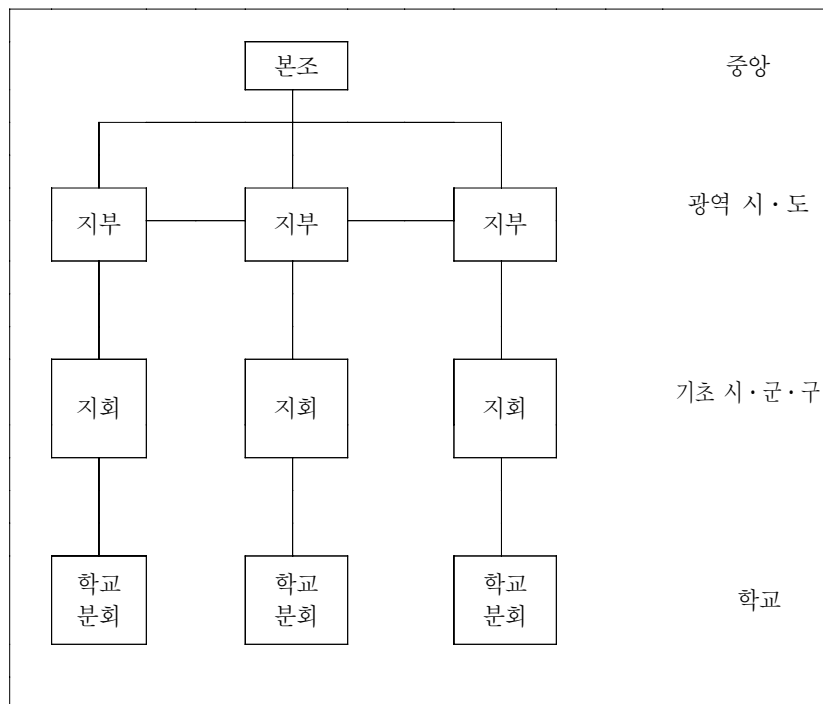 본조 중앙
지부 지부 지부 광역 시·도
지회 지회 지회 기초 시·군·구
학교 학교 학교
분회 분회 분회
학교